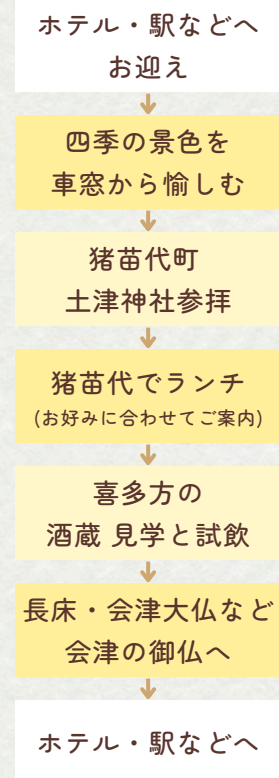 ホテル・駅などへ
お迎え
四季の景色を
車窓から愉しむ
猪苗代町
土津神社参拝
猪苗代でランチ
(お好みに合わせてご案内)
喜多方の
酒蔵 見学と試飲
長床・会津大仏など
会津の御仏へ
ホテル・駅などへ